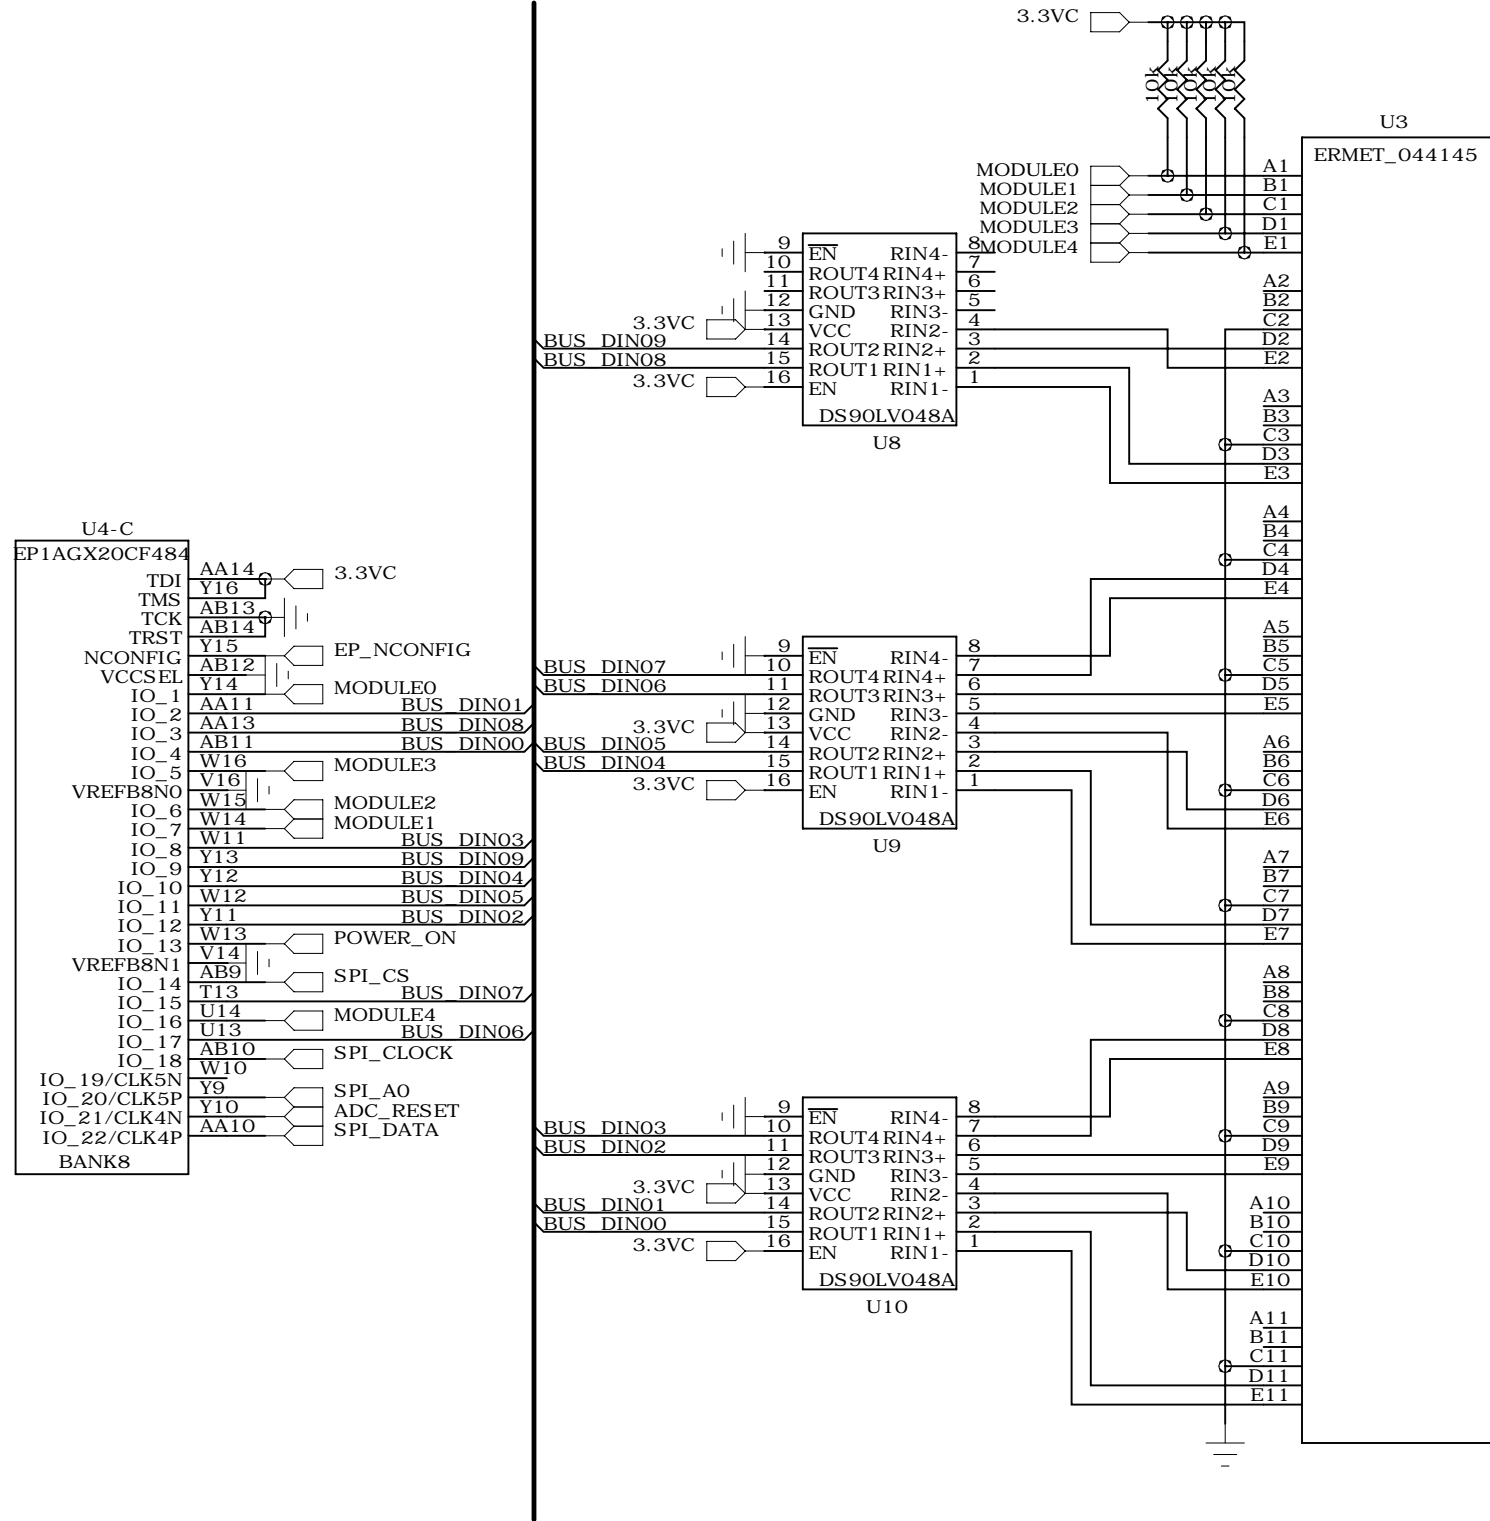 3.3VC
10k
10k
10k
10k
10k
U3
ERMET_044145
MODULE0
MODULE1
MODULE2
MODULE3
MODULE4
A1
B1
C1
D1
E1
A2
B2
C2
D2
E2
A3
B3
C3
D3
E3
A4
B4
C4
D4
E4
A5
B5
C5
D5
E5
A6
B6
C6
D6
E6
A7
B7
C7
D7
E7
A8
B8
C8
D8
E8
A9
B9
C9
D9
E9
A10
B10
C10
D10
E10
A11
B11
C11
D11
E11
9 EN RIN4- 8
10 ROUT4 RIN4+ 7
11 ROUT3 RIN3+ 6
12 GND RIN3- 5
3.3VC 13 VCC RIN2- 4
BUS_DIN09 14 ROUT2 RIN2+ 3
BUS_DIN08 15 ROUT1 RIN1+ 2
3.3VC 16 EN RIN1- 1
DS90LV048A
U8
9 EN RIN4- 8
BUS_DIN07 10 ROUT4 RIN4+ 7
BUS_DIN06 11 ROUT3 RIN3+ 6
12 GND RIN3- 5
3.3VC 13 VCC RIN2- 4
BUS_DIN05 14 ROUT2 RIN2+ 3
BUS_DIN04 15 ROUT1 RIN1+ 2
3.3VC 16 EN RIN1- 1
DS90LV048A
U9
9 EN RIN4- 8
BUS_DIN03 10 ROUT4 RIN4+ 7
BUS_DIN02 11 ROUT3 RIN3+ 6
12 GND RIN3- 5
3.3VC 13 VCC RIN2- 4
BUS_DIN01 14 ROUT2 RIN2+ 3
BUS_DIN00 15 ROUT1 RIN1+ 2
3.3VC 16 EN RIN1- 1
DS90LV048A
U10
U4-C
EP1AGX20CF484
TDI AA14 3.3VC
TMS Y16
TCK AB13
TRST AB14
NCONFIG Y15 EP_NCONFIG
VCCSEL AB12
IO_1 Y14 MODULE0
IO_2 AA11 BUS_DIN01
IO_3 AA13 BUS_DIN08
IO_4 AB11 BUS_DIN00
IO_5 W16 MODULE3
VREFB8N0 V16
IO_6 W15 MODULE2
IO_7 W14 MODULE1
IO_8 W11 BUS_DIN03
IO_9 Y13 BUS_DIN09
IO_10 Y12 BUS_DIN04
IO_11 W12 BUS_DIN05
IO_12 Y11 BUS_DIN02
IO_13 W13 POWER_ON
VREFB8N1 V14
IO_14 AB9 SPI_CS
IO_15 T13 BUS_DIN07
IO_16 U14 MODULE4
IO_17 U13 BUS_DIN06
IO_18 AB10 SPI_CLOCK
IO_19/CLK5N W10
IO_20/CLK5P Y9 SPI_A0
IO_21/CLK4N Y10 ADC_RESET
IO_22/CLK4P AA10 SPI_DATA
BANK8